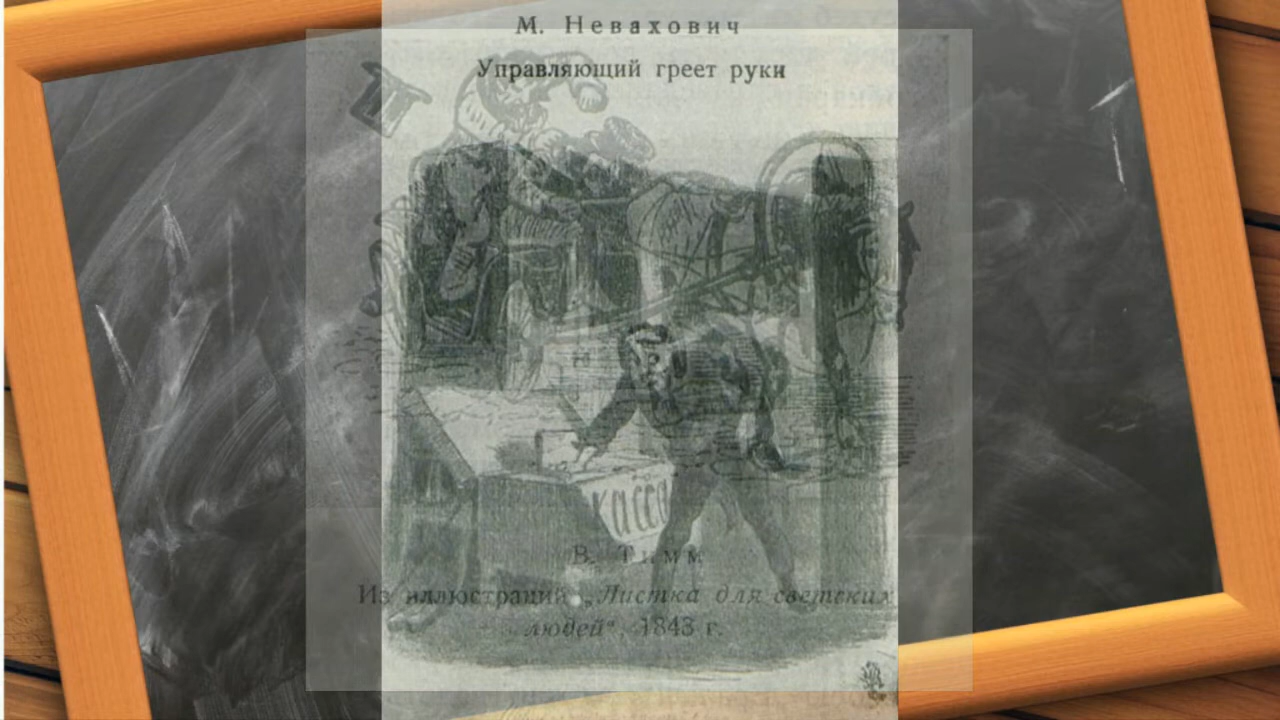 М. Невахович
Управляющий греет руки
касса
В. Тимм
Из иллюстраций „Листка для светских
людей“, 1843 г.